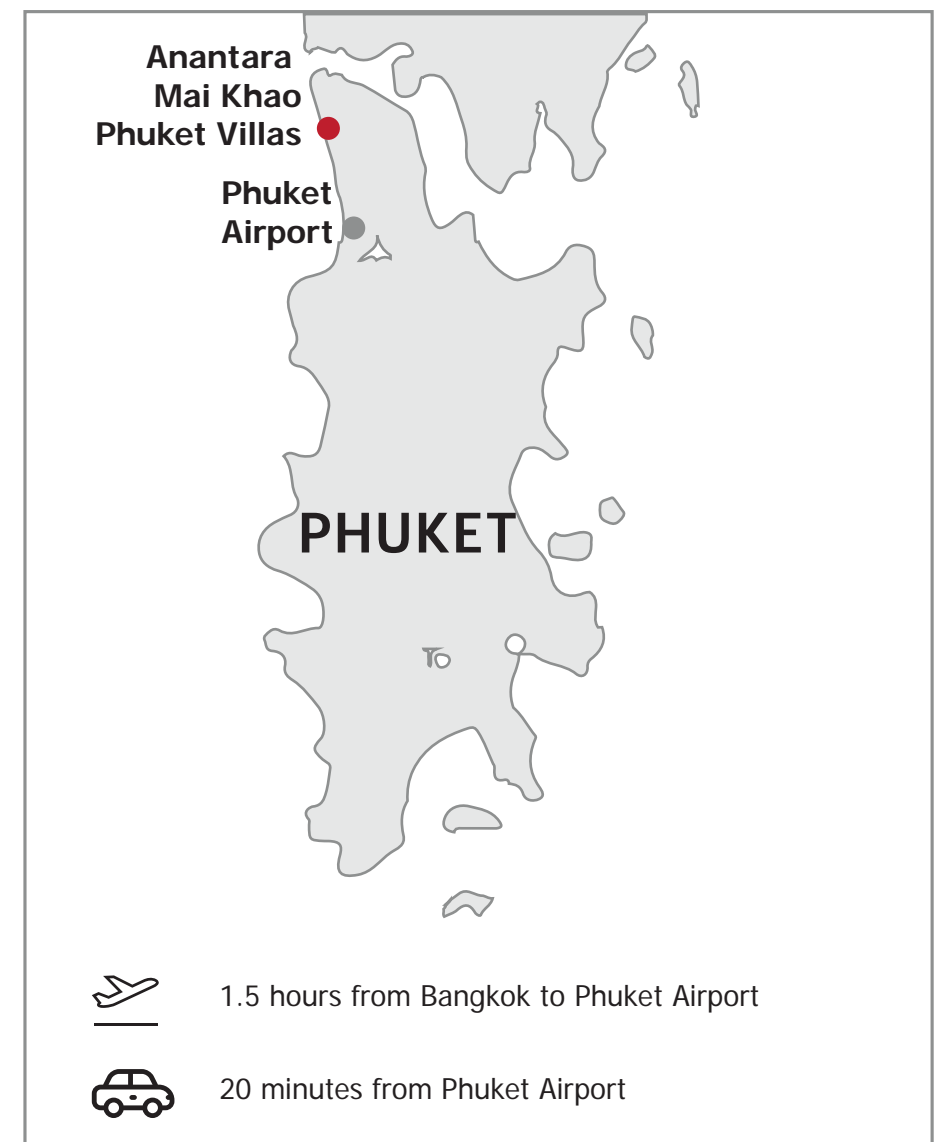 Anantara
Mai Khao
Phuket Villas
Phuket
Airport
PHUKET
1.5 hours from Bangkok to Phuket Airport
20 minutes from Phuket Airport